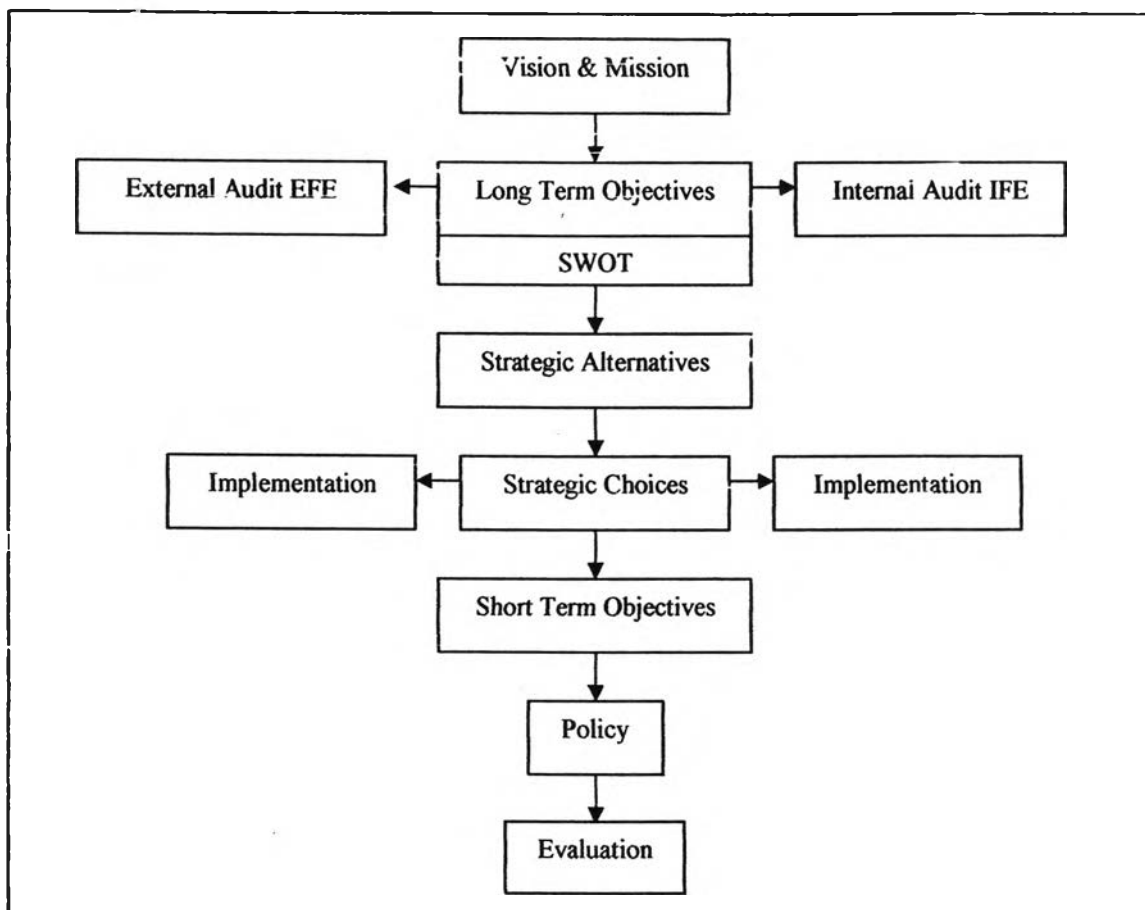 Vision & Mission
External Audit EFE
Long Term Objectives
Internai Audit IFE
SWOT
Strategic Alternatives
Implementation
Strategic Choices
Implementation
Short Term Objectives
Policy
Evaluation